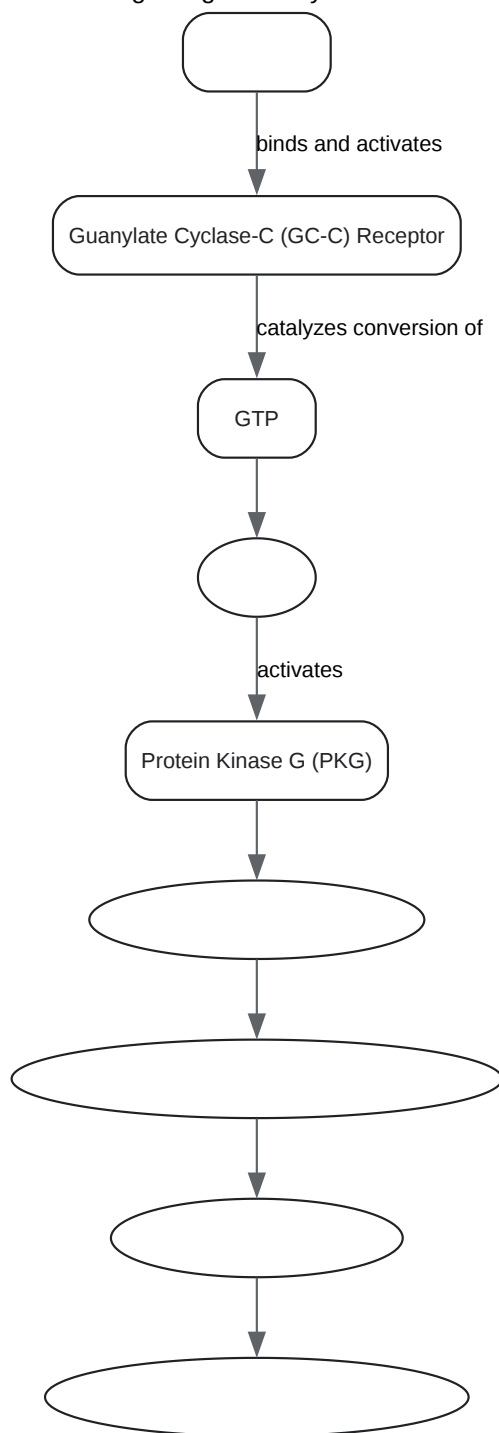 binds and activates
Guanylate Cyclase-C (GC-C) Receptor
catalyzes conversion of
GTP
activates
Protein Kinase G (PKG)